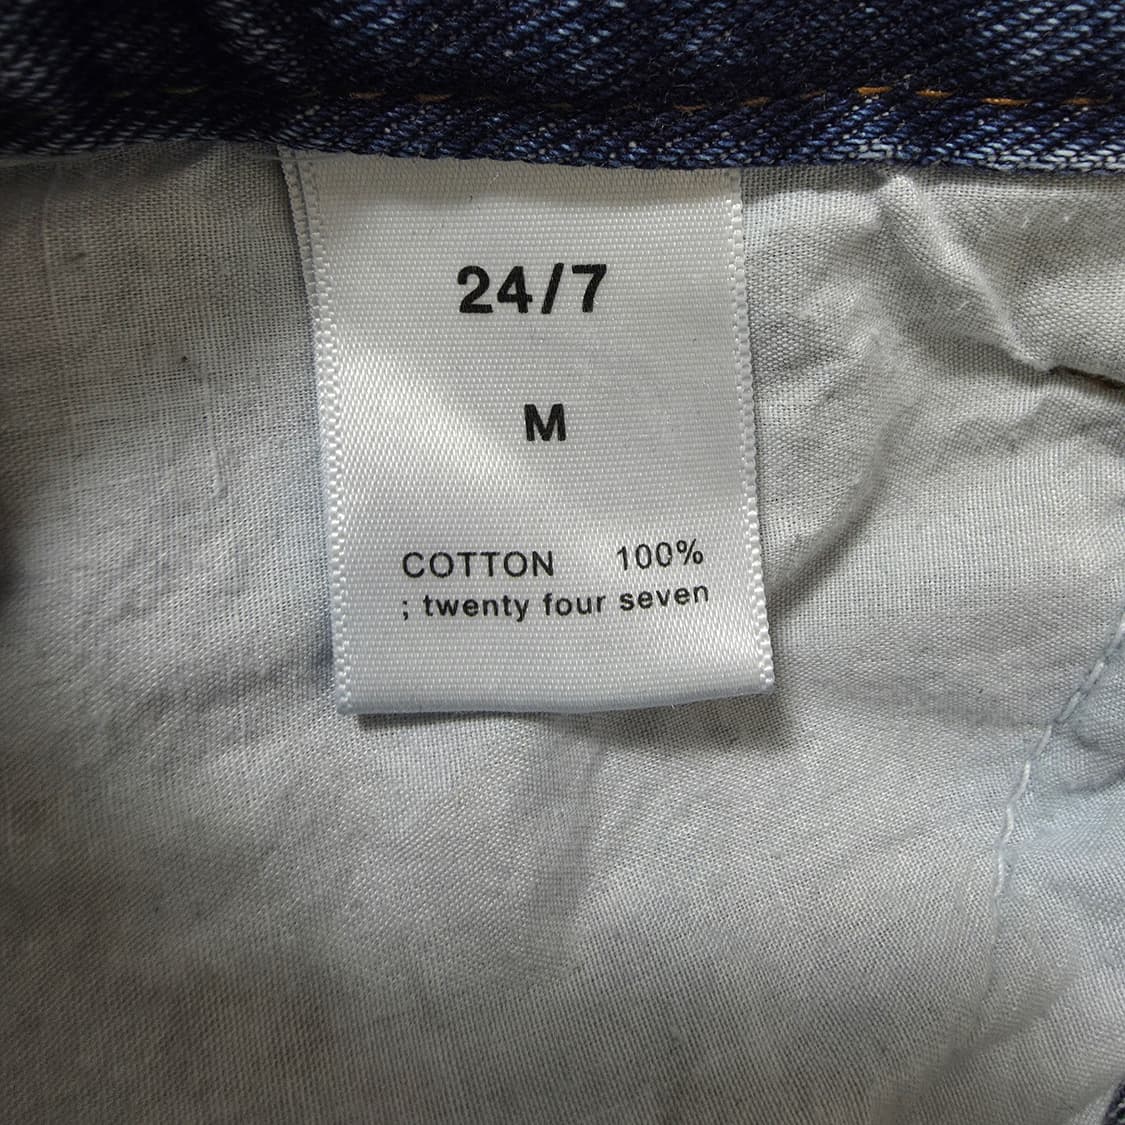 24/7
M
COTTON 100%
; twenty four seven